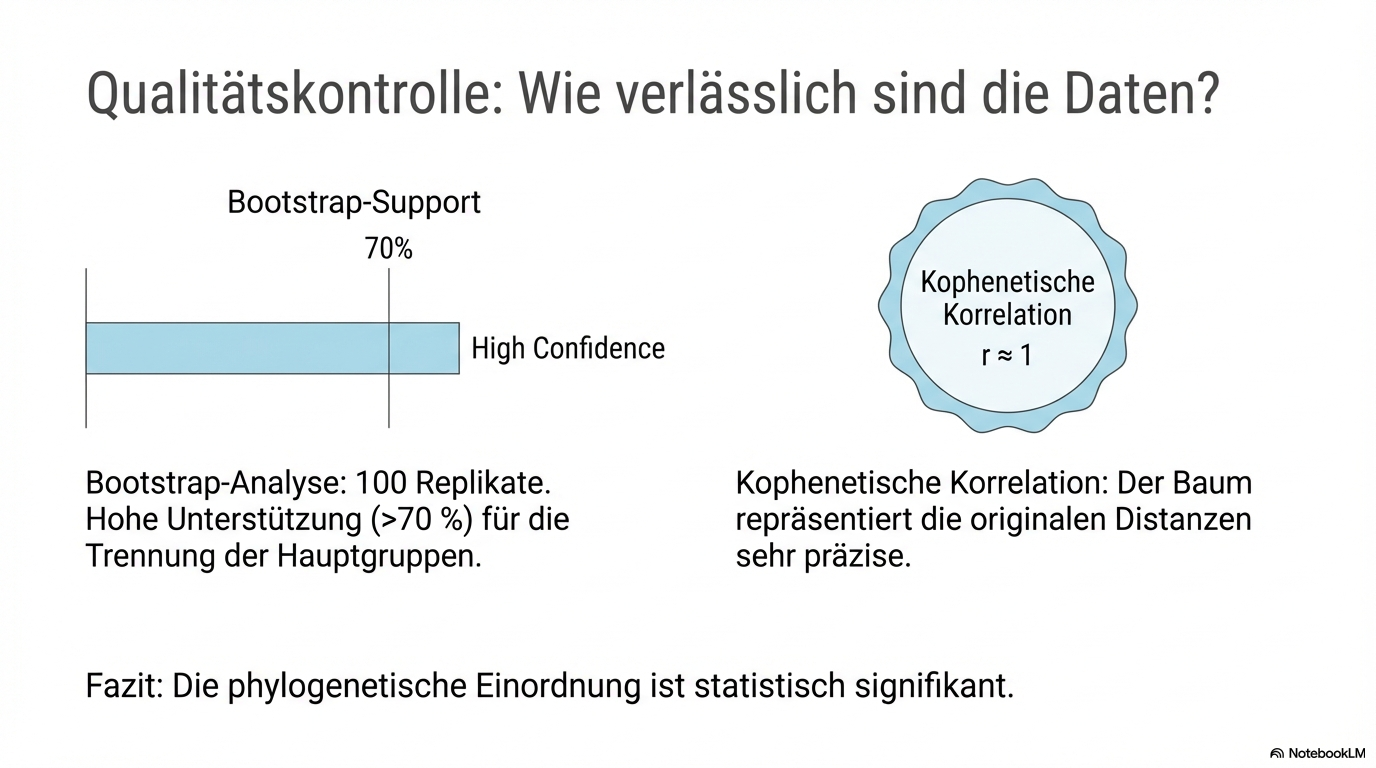 Qualitätskontrolle: Wie verlässlich sind die Daten?
Bootstrap-Support
70%
High Confidence
Kophenetische
Korrelation
r ≈ 1
Bootstrap-Analyse: 100 Replikate.
Hohe Unterstützung (>70 %) für die
Trennung der Hauptgruppen.
Kophenetische Korrelation: Der Baum
repräsentiert die originalen Distanzen
sehr präzise.
Fazit: Die phylogenetische Einordnung ist statistisch signifikant.
NotebookLM